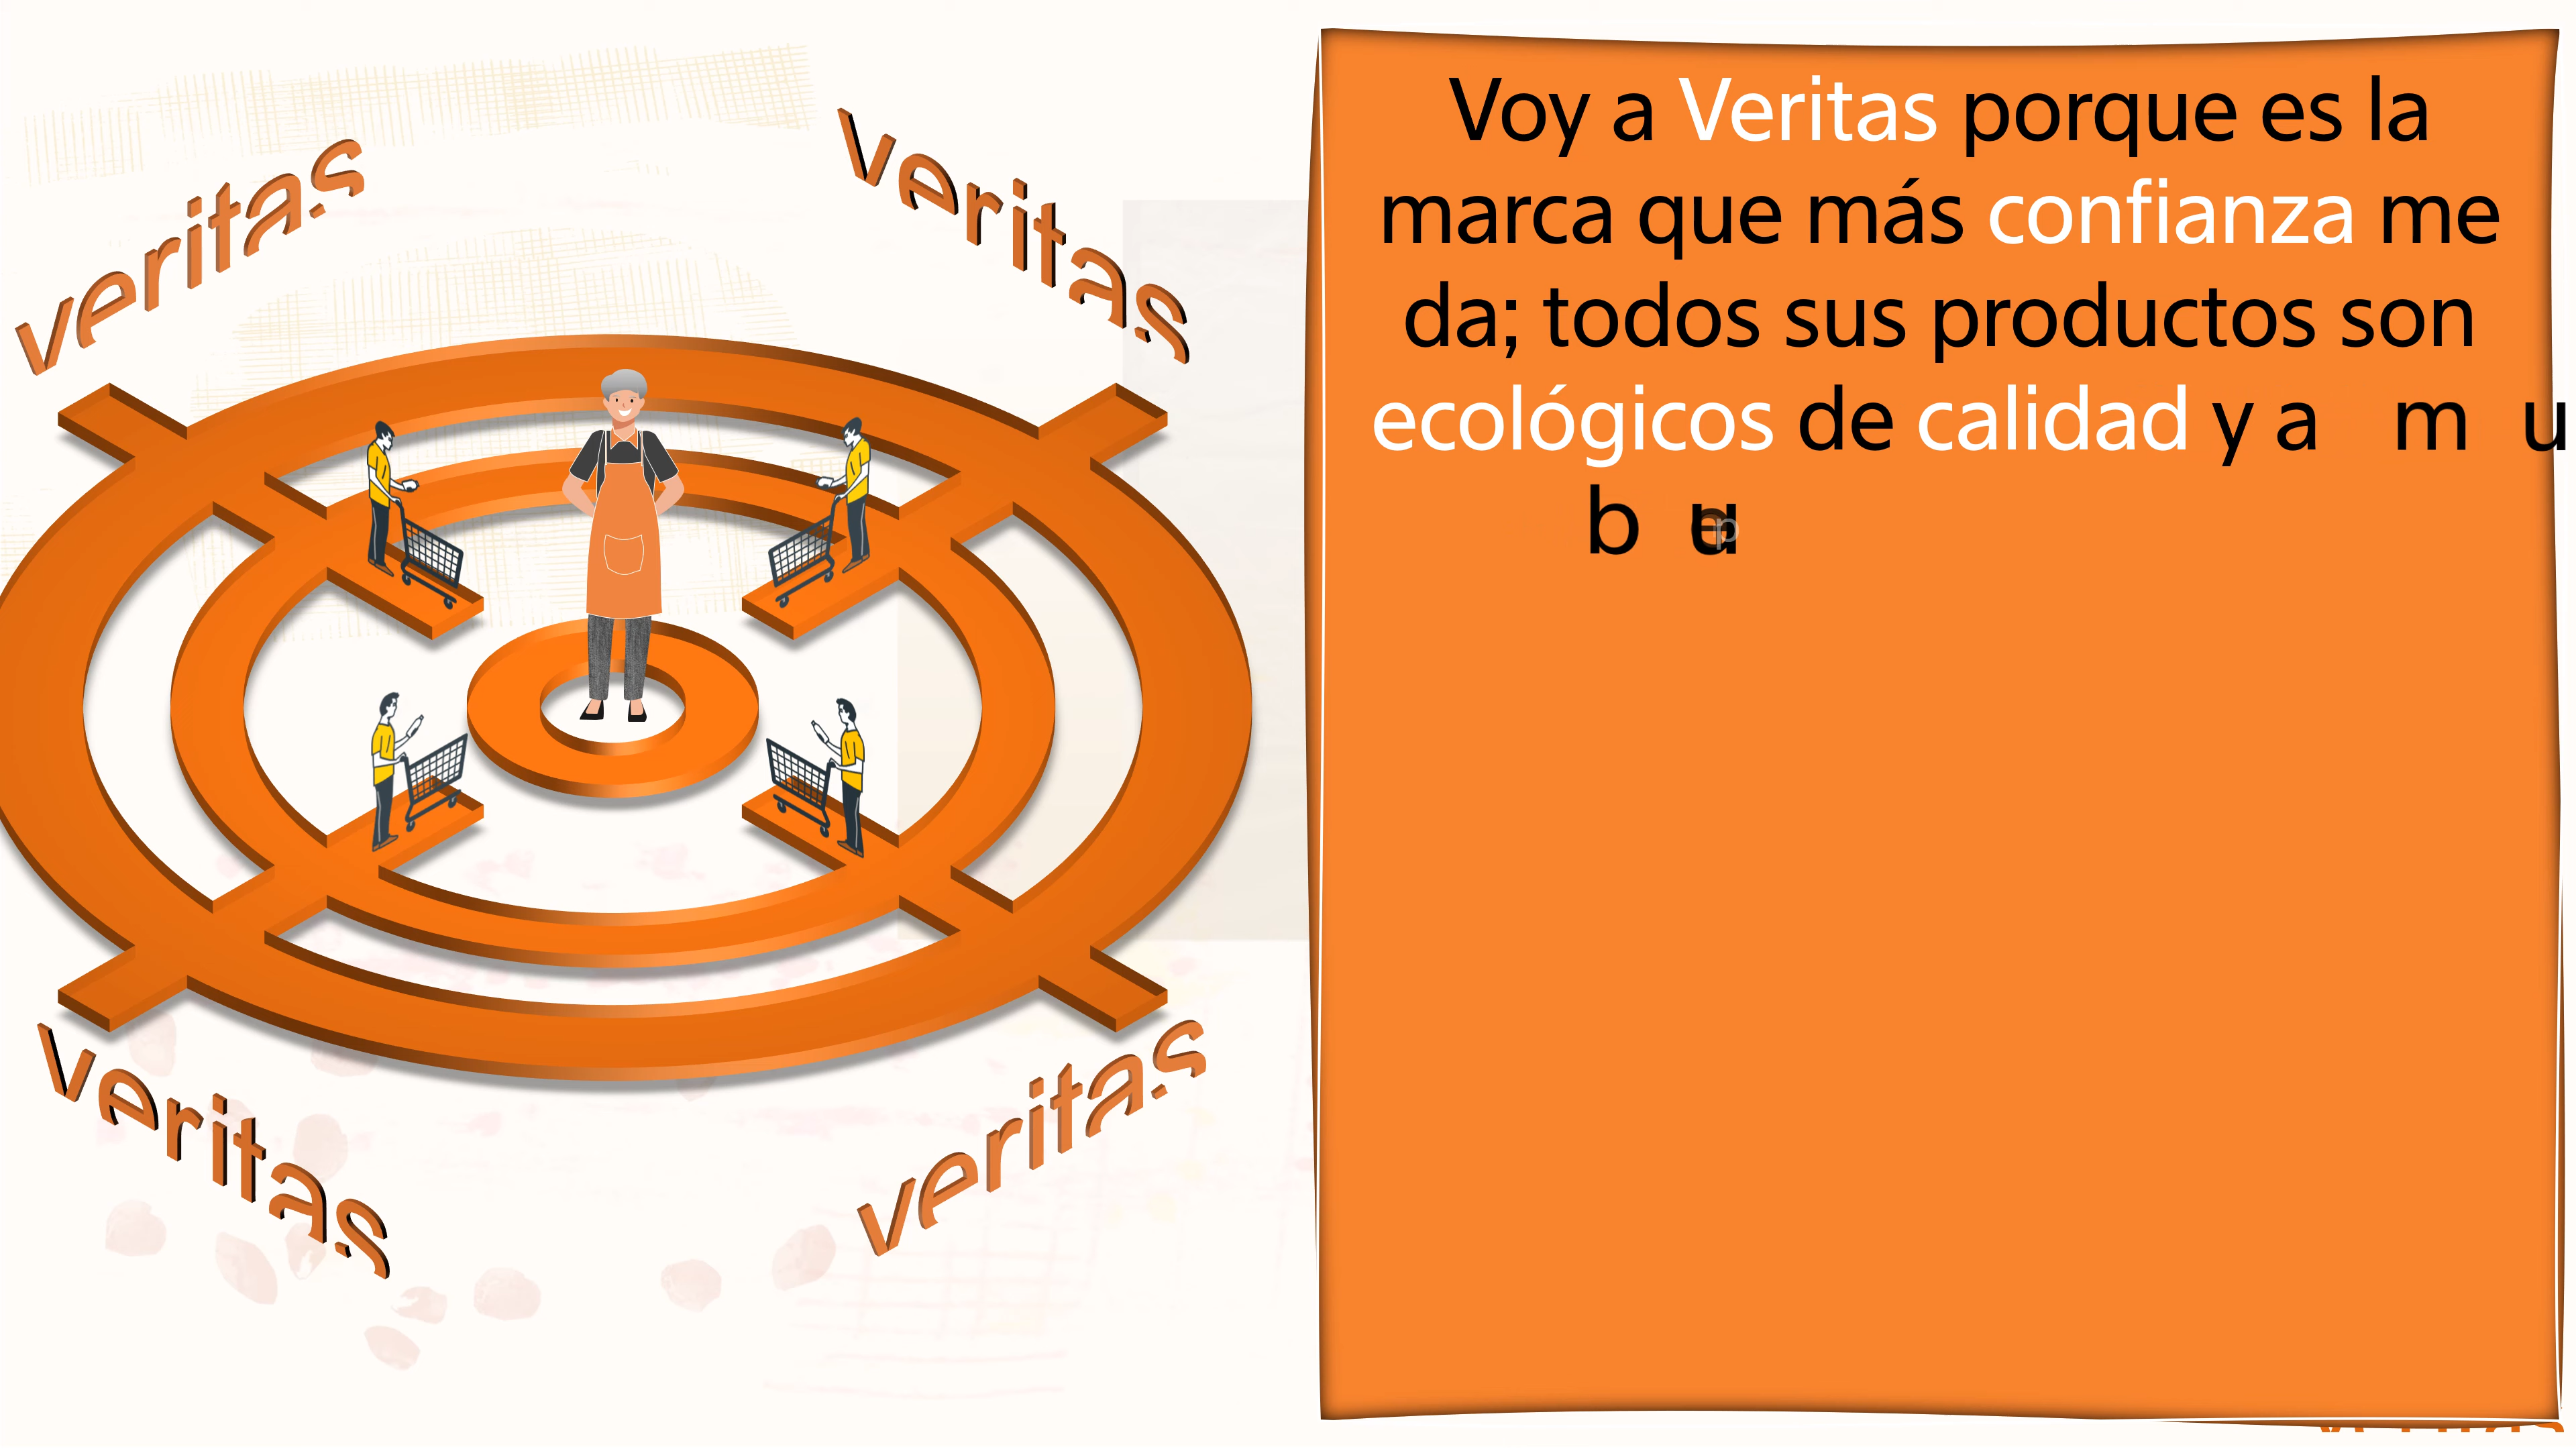 veritas
veritas
Voy a Veritas porque es la
marca que más confianza me
da; todos sus productos son
ecológicos de calidad y a m u
b
veritas
veritas